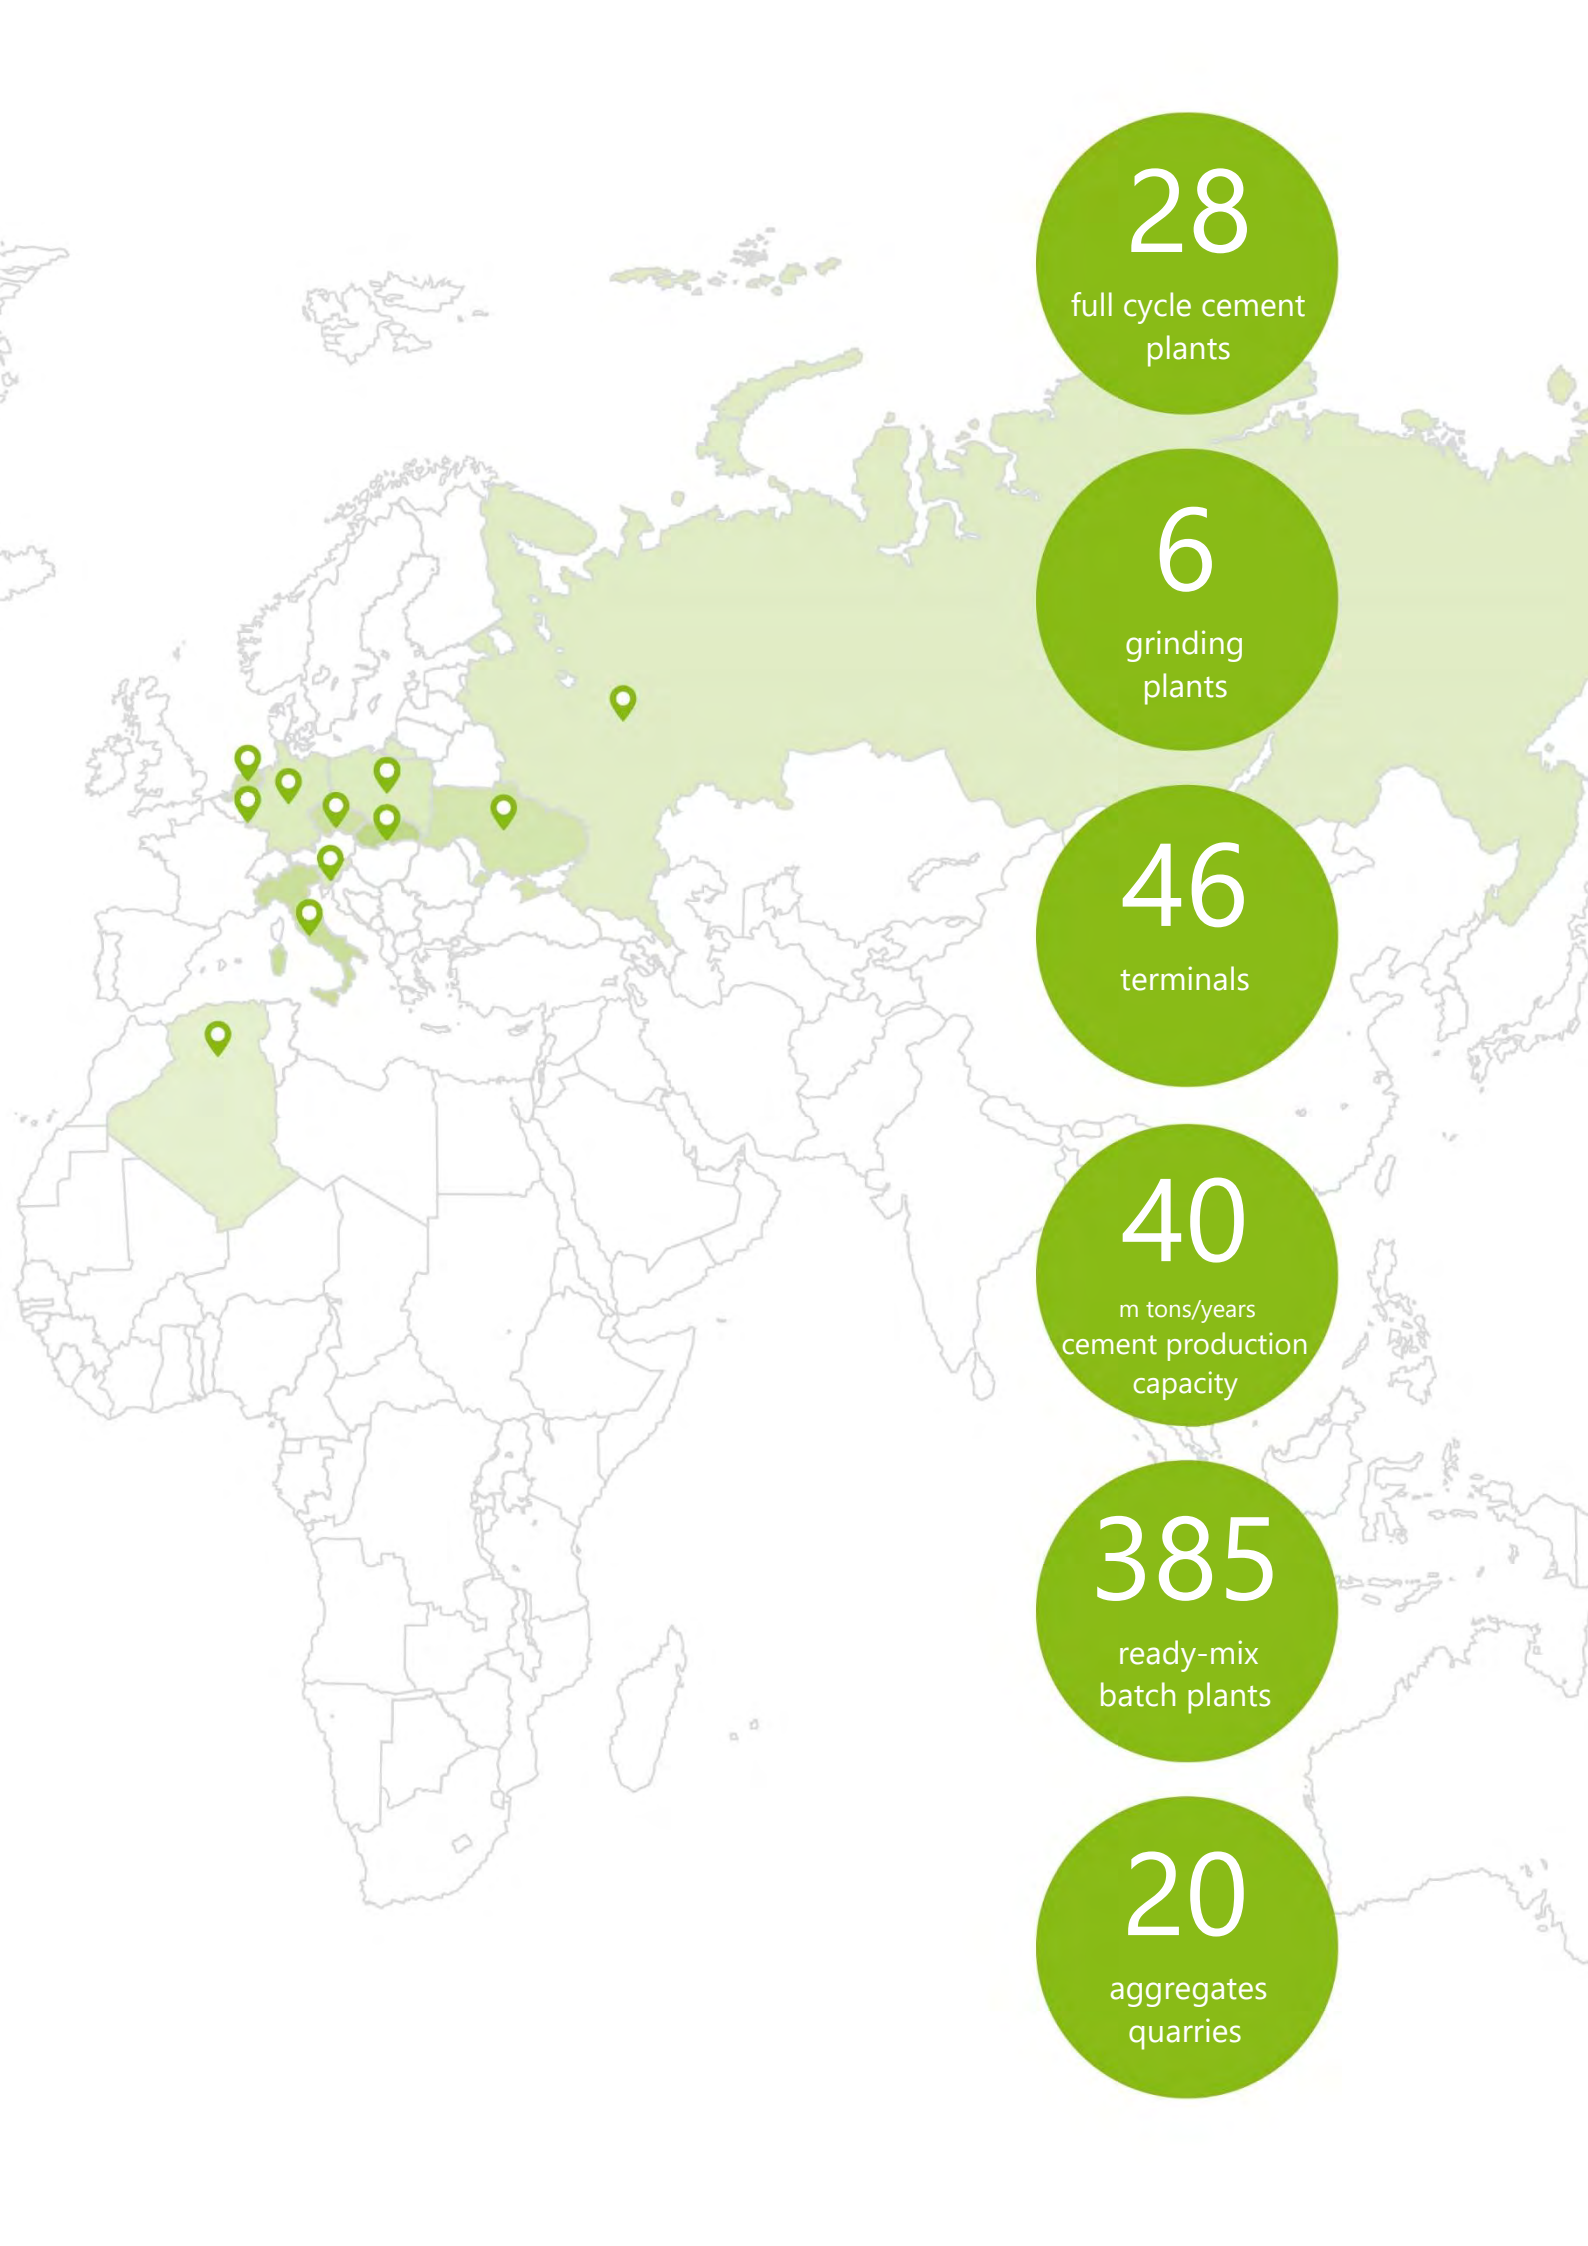 28
full cycle cement
plants
6
grinding
plants
46
terminals
40
m tons/years
cement production
capacity
385
ready-mix
batch plants
20
aggregates
quarries